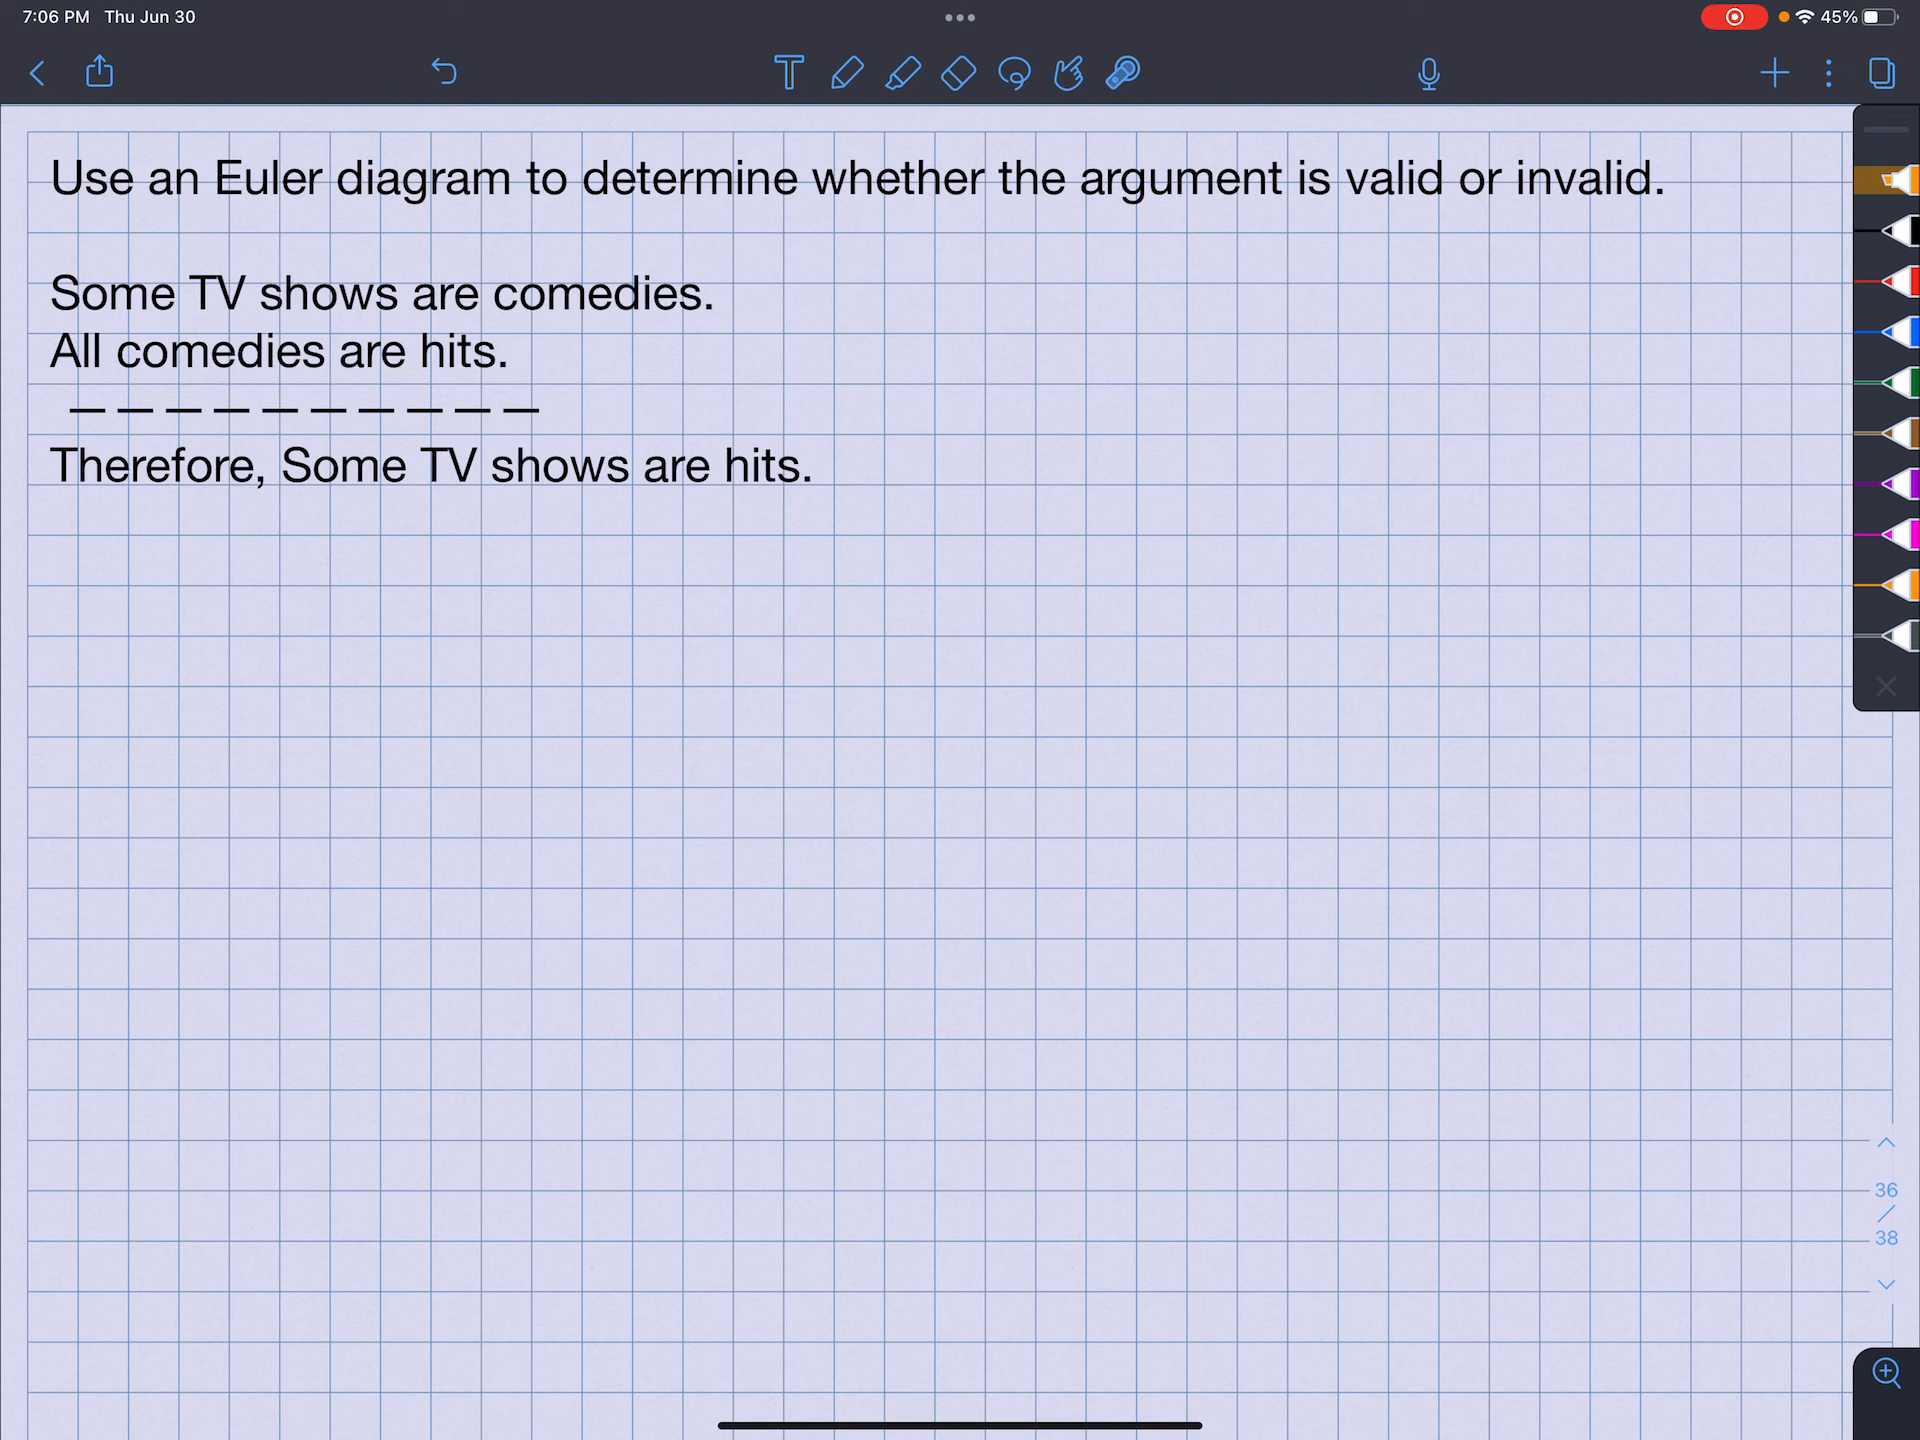 7:06 PM Thu Jun 30
45%
Use an Euler diagram to determine whether the argument is valid or invalid.
Some TV shows are comedies.
All comedies are hits.
— — — — — — — — — —
Therefore, Some TV shows are hits.
36
/
38